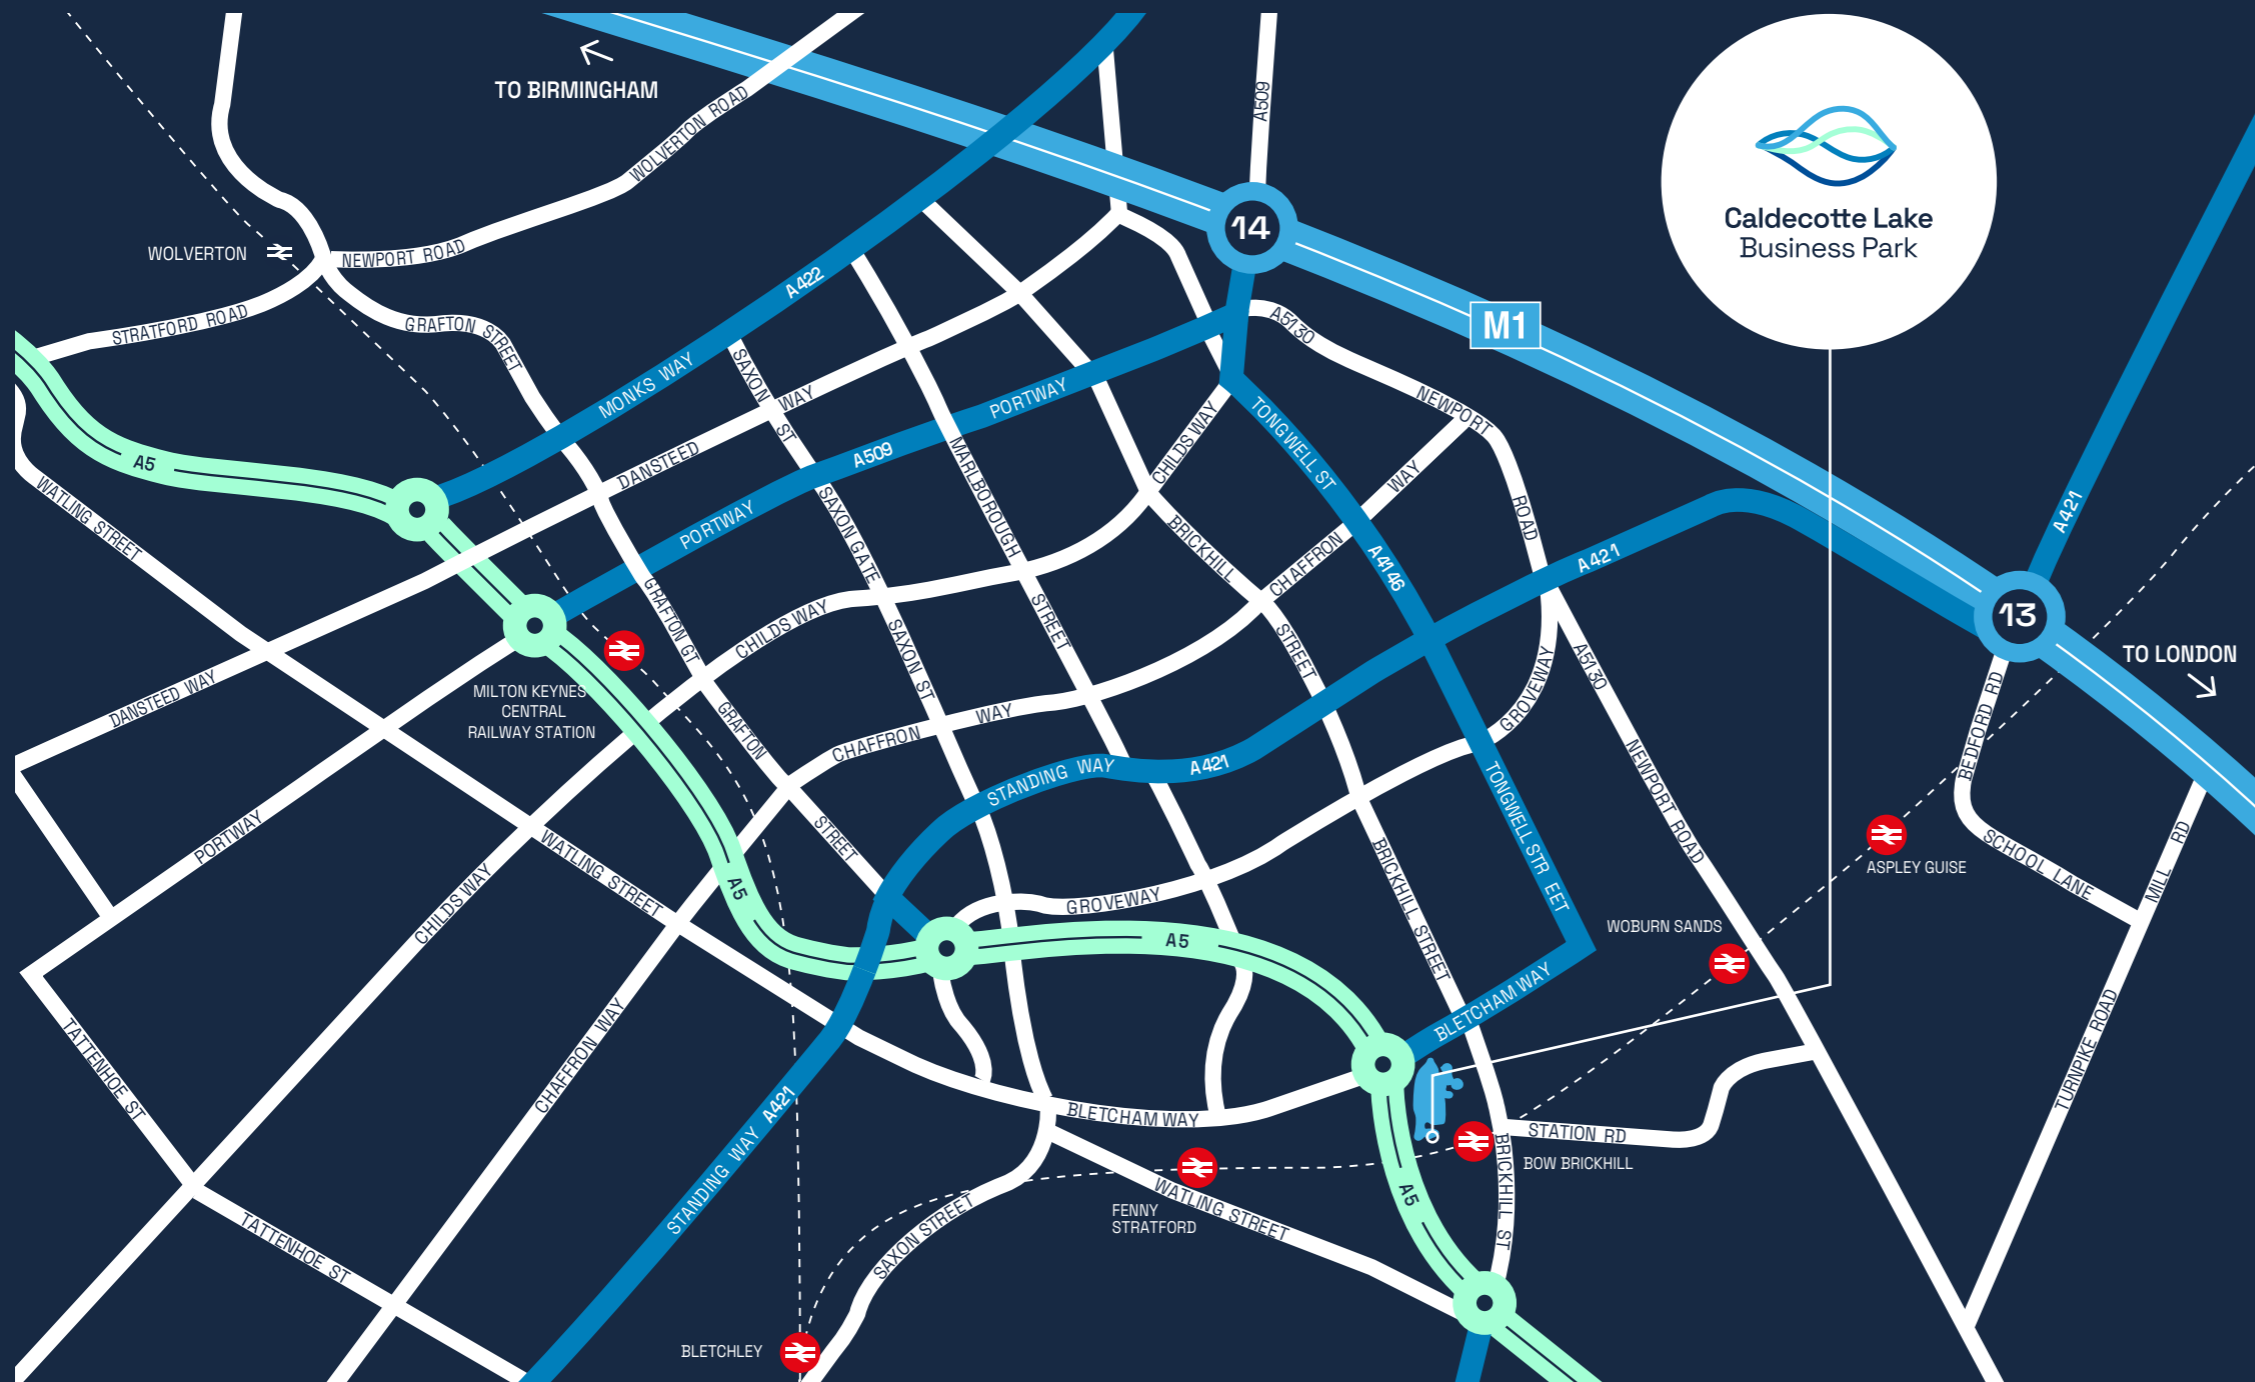 TO BIRMINGHAM
WOLVERTON ROAD
A509
14
Caldecotte Lake
Business Park
WOLVERTON
NEWPORT ROAD
STRATFORD ROAD
GRAFTON STREET
A422
MONKS WAY
A5130
M1
SAXON ST
DANSTEED WAY
PORTWAY
A509
PORTWAY
NEWPORT ROAD
TONGWELL ST
CHILDS WAY
A5
WATLING STREET
MARLBOROUGH STREET
SAXON GATE
BRICKHILL STREET
CHAFFRON WAY
A4146
A421
A421
13
TO LONDON
GRAFTON GT
CHILDS WAY
SAXON ST
MILTON KEYNES
CENTRAL
RAILWAY STATION
DANSTEED WAY
GRAFTON STREET
CHAFFRON WAY
GROVEWAY
A5130
BEDFORD RD
STANDING WAY
A421
TONGWELL STREET
NEWPORT ROAD
PORTWAY
WATLING STREET
CHILDS WAY
A5
GROVEWAY
BRICKHILL STREET
ASPLEY GUISE
SCHOOL LANE
MILL RD
WOBURN SANDS
A5
BLETCHAM WAY
TATTENHOE ST
CHAFFRON WAY
TURNPIKE ROAD
STANDING WAY A421
BLETCHAM WAY
STATION RD
BOW BRICKHILL
BRICKHILL ST
A5
FENNY
STRATFORD
WATLING STREET
SAXON STREET
TATTENHOE ST
BLETCHLEY